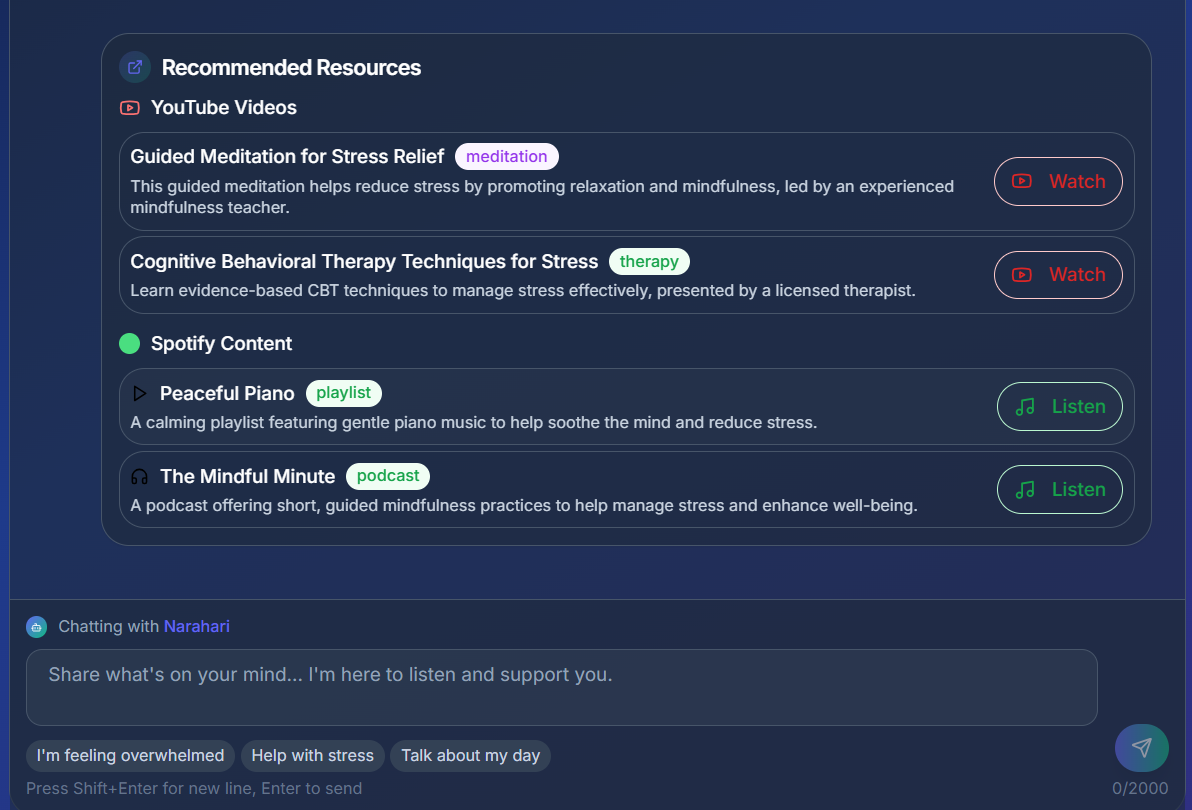 Recommended Resources
YouTube Videos
Guided Meditation for Stress Relief meditation
This guided meditation helps reduce stress by promoting relaxation and mindfulness, led by an experienced
mindfulness teacher.
Watch
Cognitive Behavioral Therapy Techniques for Stress therapy
Learn evidence-based CBT techniques to manage stress effectively, presented by a licensed therapist.
Watch
Spotify Content
Peaceful Piano playlist
A calming playlist featuring gentle piano music to help soothe the mind and reduce stress.
Listen
The Mindful Minute podcast
A podcast offering short, guided mindfulness practices to help manage stress and enhance well-being.
Listen
Chatting with Narahari
Share what's on your mind... I'm here to listen and support you.
I'm feeling overwhelmed Help with stress Talk about my day
Press Shift+Enter for new line, Enter to send
0/2000